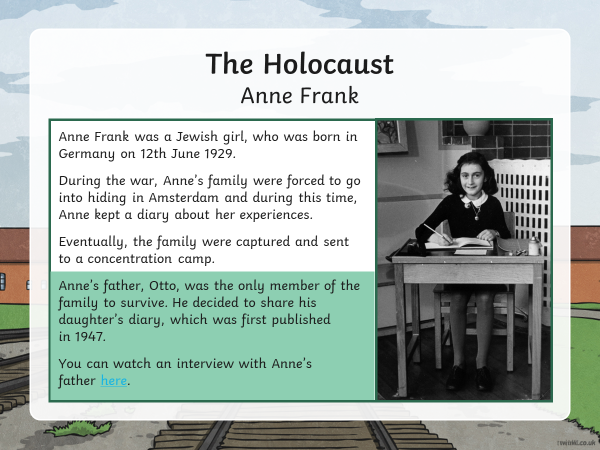 The Holocaust
Anne Frank
Anne Frank was a Jewish girl, who was born in
Germany on 12th June 1929.
During the war, Anne's family were forced to go
into hiding in Amsterdam and during this time,
Anne kept a diary about her experiences.
Eventually, the family were captured and sent
to a concentration camp.
Anne's father, Otto, was the only member of the
family to survive. He decided to share his
daughter's diary, which was first published
in 1947.
You can watch an interview with Anne's
father here.
twinkl.co.uk